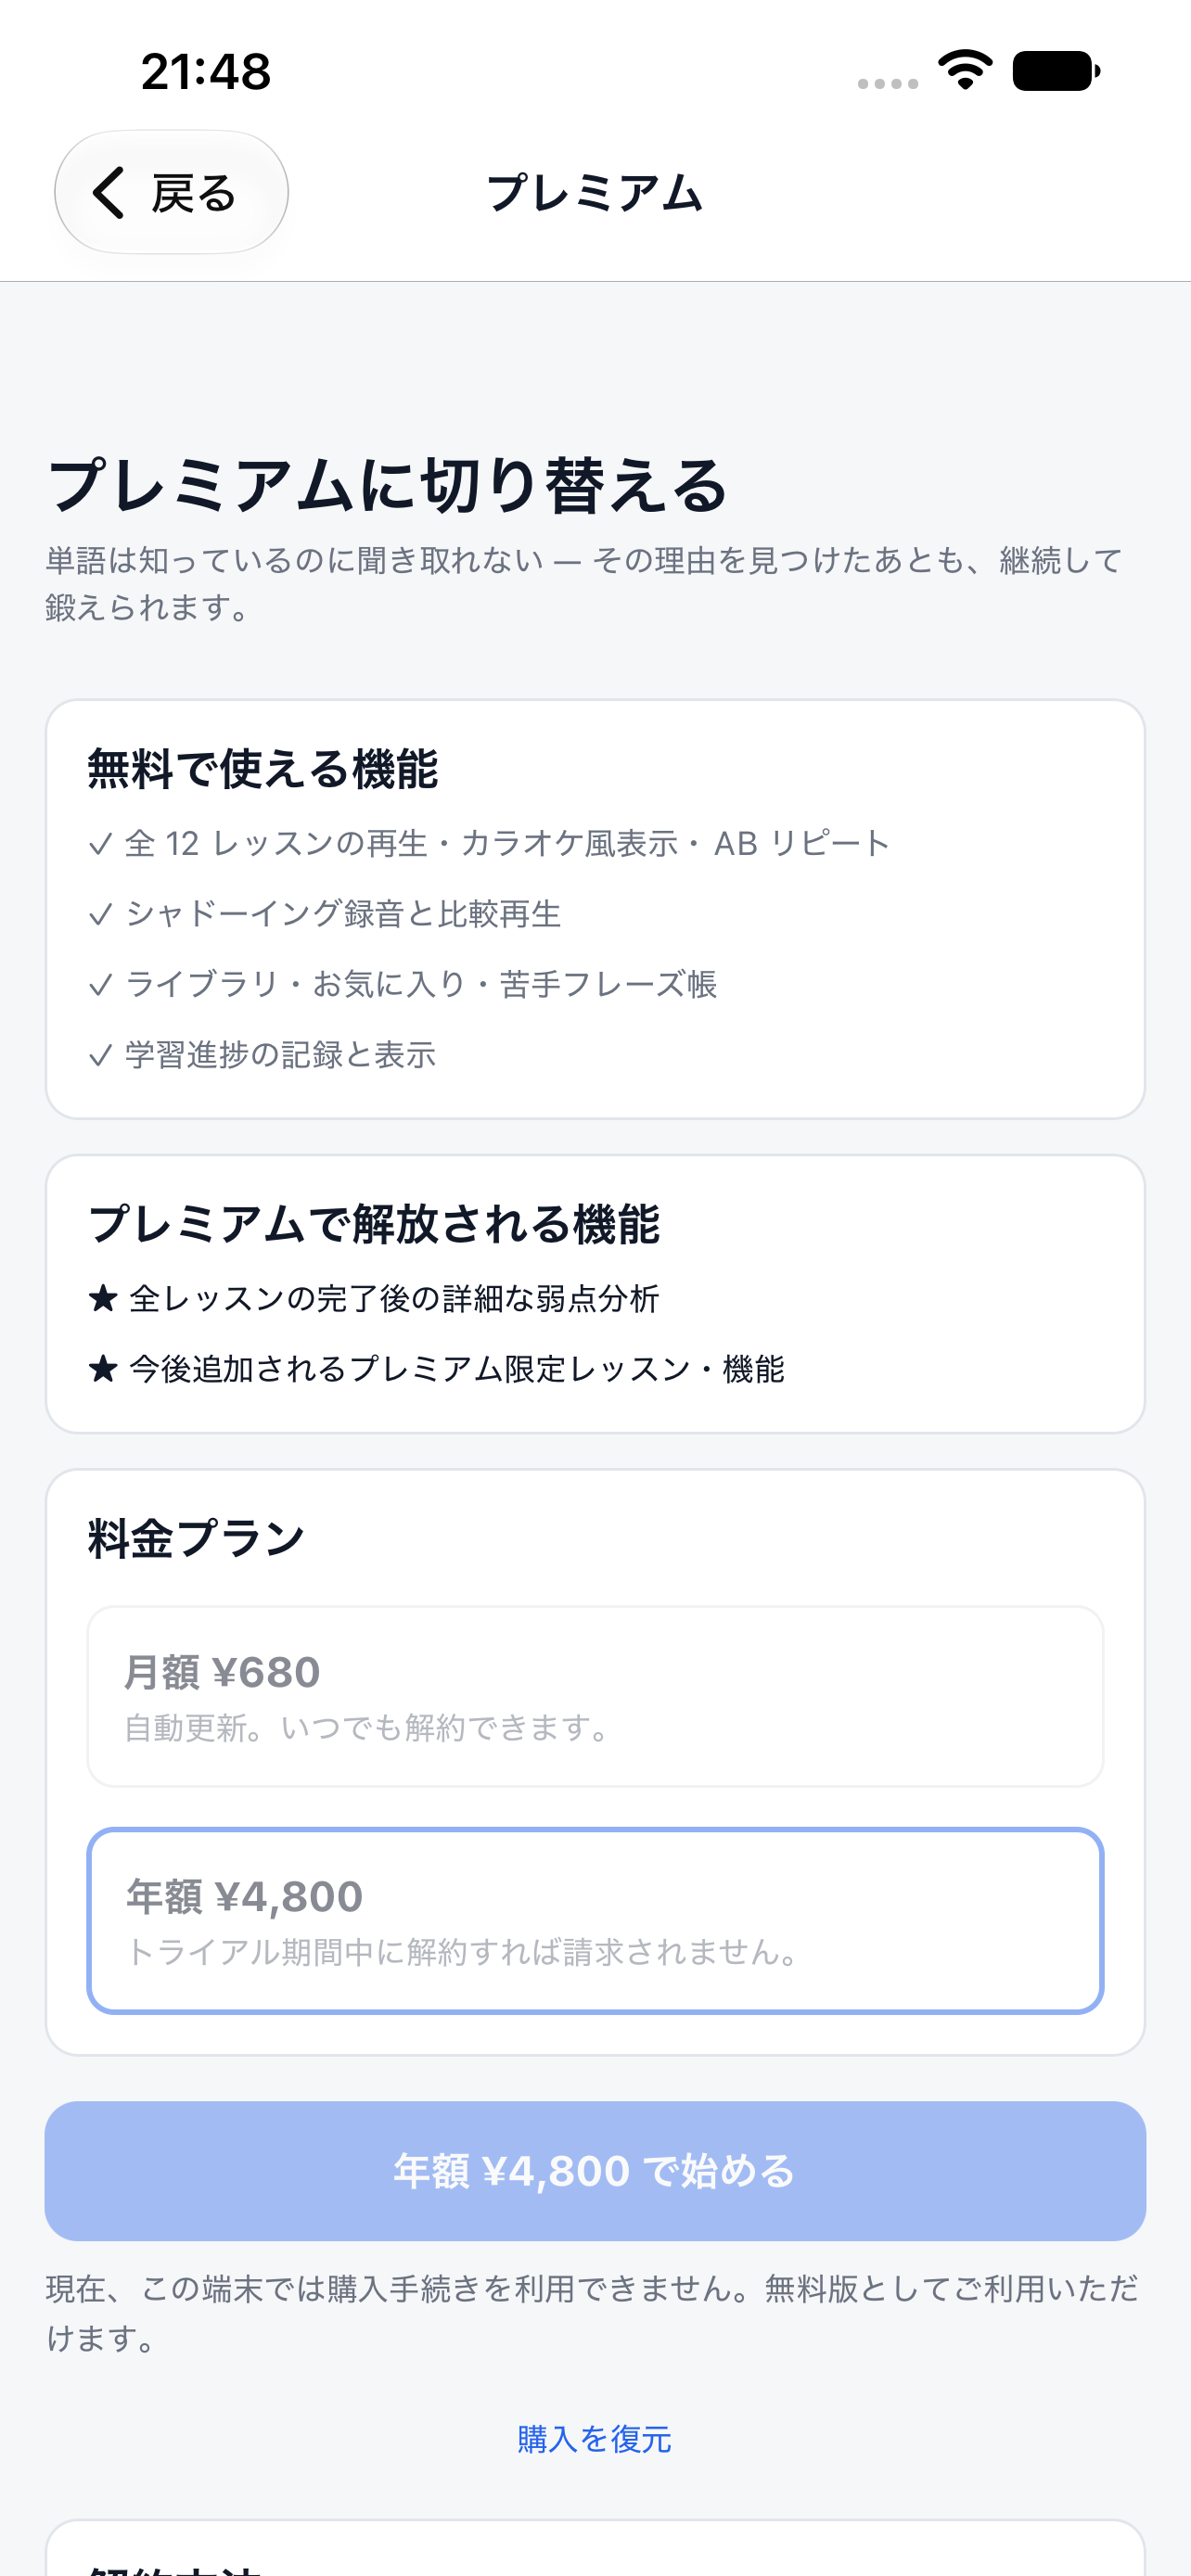 21:48
戻る
プレミアム
プレミアムに切り替える
単語は知っているのに聞き取れない — その理由を見つけたあとも、継続して
鍛えられます。
無料で使える機能
✓ 全 12 レッスンの再生・カラオケ風表示・AB リピート
✓ シャドーイング録音と比較再生
✓ ライブラリ・お気に入り・苦手フレーズ帳
✓ 学習進捗の記録と表示
プレミアムで解放される機能
★ 全レッスンの完了後の詳細な弱点分析
★ 今後追加されるプレミアム限定レッスン・機能
料金プラン
月額 ¥680
自動更新。いつでも解約できます。
年額 ¥4,800
トライアル期間中に解約すれば請求されません。
年額 ¥4,800 で始める
現在、この端末では購入手続きを利用できません。無料版としてご利用いただ
けます。
購入を復元